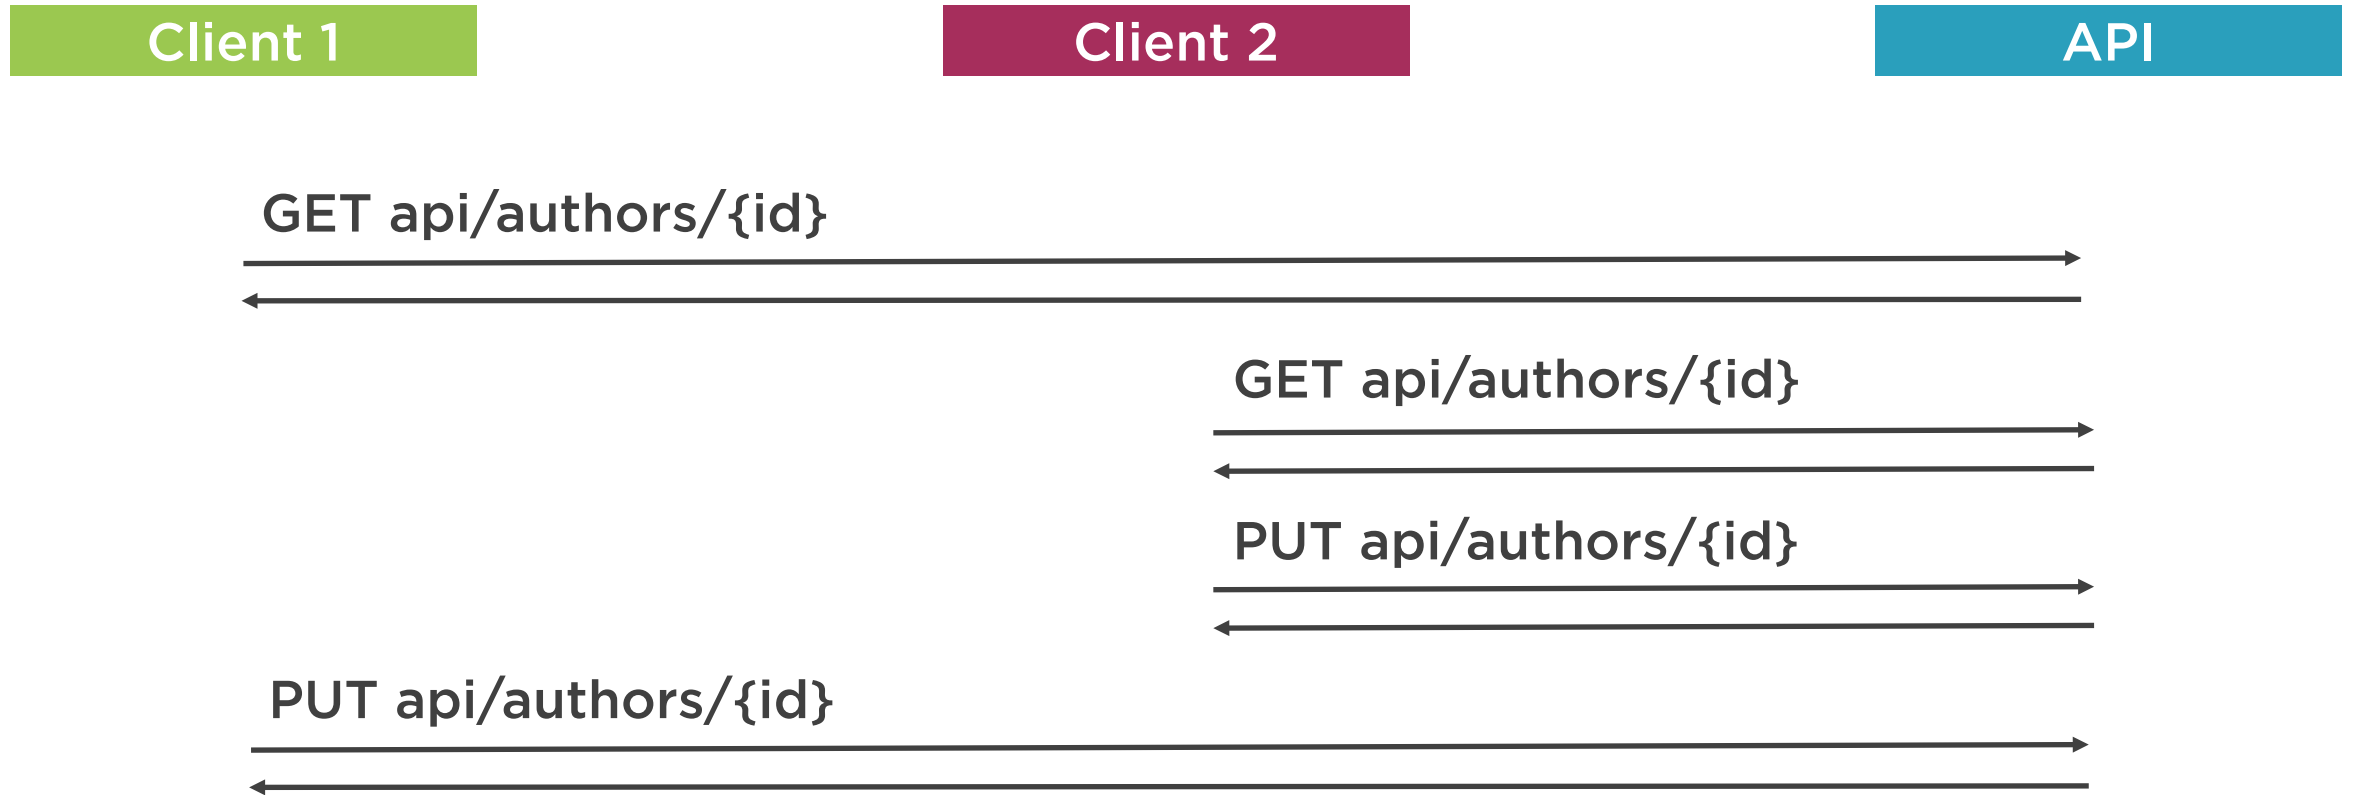 Client 1
Client 2
API
GET api/authors/{id}
GET api/authors/{id}
PUT api/authors/{id}
PUT api/authors/{id}